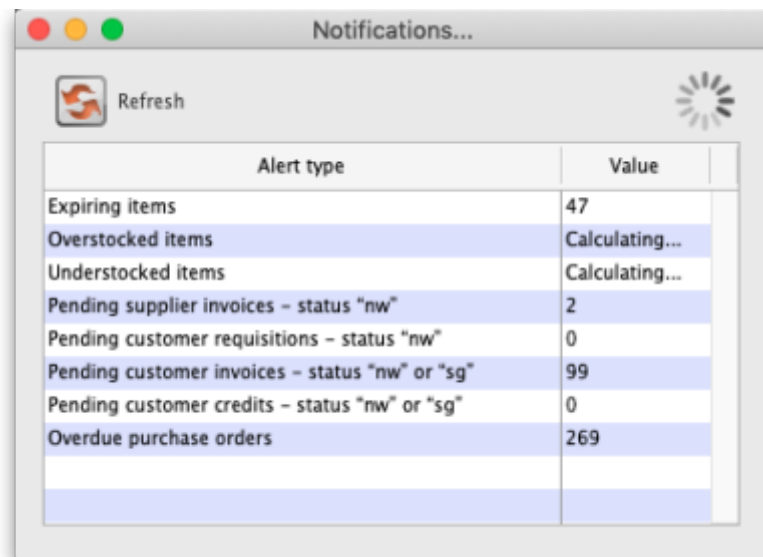 Notifications...
Refresh
Alert type Value
Expiring items 47
Overstocked items Calculating...
Understocked items Calculating...
Pending supplier invoices – status “nw” 2
Pending customer requisitions – status “nw” 0
Pending customer invoices – status “nw” or “sg” 99
Pending customer credits – status “nw” or “sg” 0
Overdue purchase orders 269